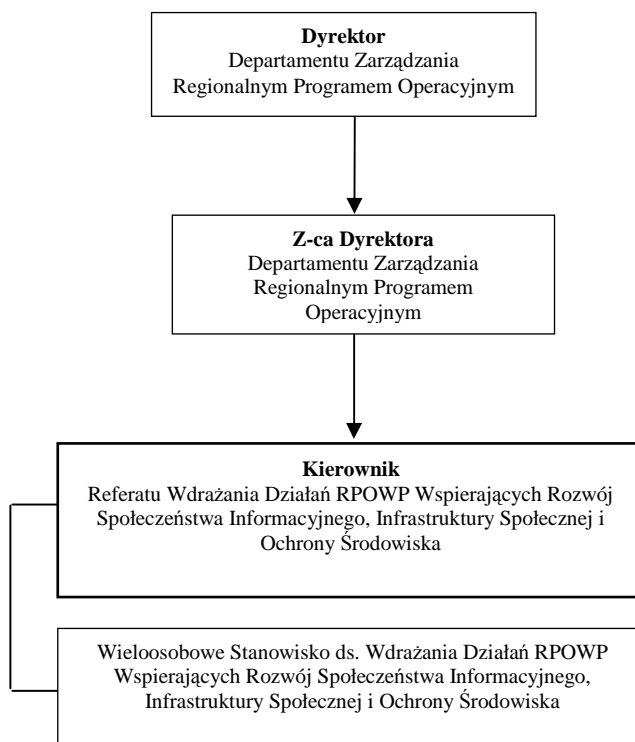 Dyrektor
Departamentu Zarządzania
Regionalnym Programem Operacyjnym
Z-ca Dyrektora
Departamentu Zarządzania
Regionalnym Programem
Operacyjnym
Kierownik
Referatu Wdrażania Działań RPOWP Wspierających Rozwój
Społeczeństwa Informacyjnego, Infrastruktury Społecznej i
Ochrony Środowiska
Wieloosobowe Stanowisko ds. Wdrażania Działań RPOWP
Wspierających Rozwój Społeczeństwa Informacyjnego,
Infrastruktury Społecznej i Ochrony Środowiska